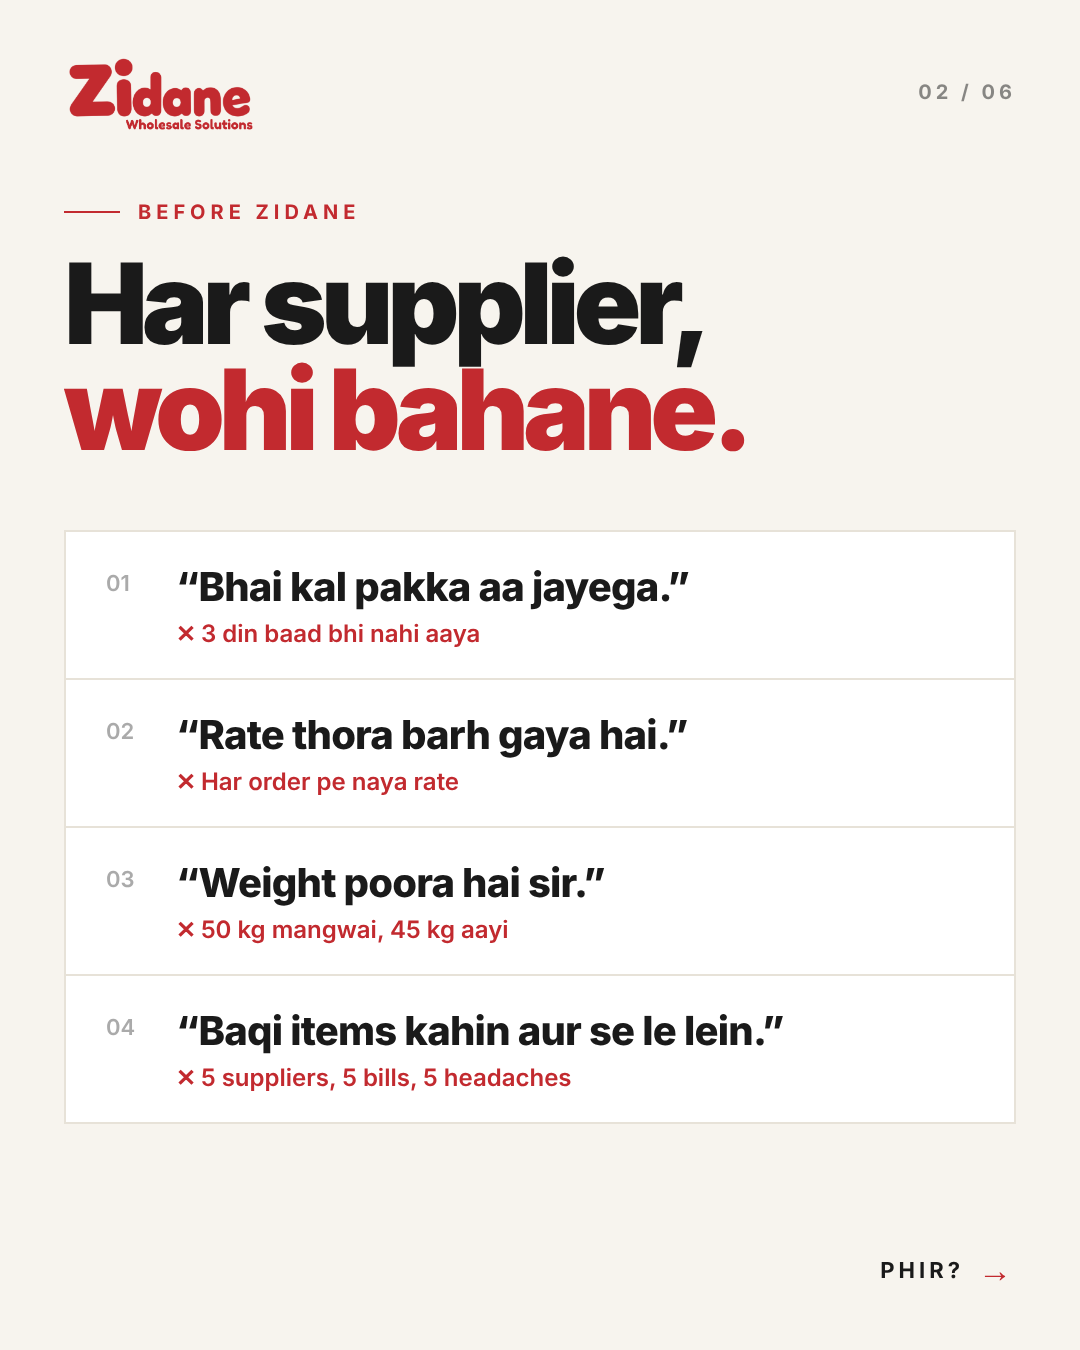 Zidane
Wholesale Solutions
02 / 06
BEFORE ZIDANE
Har supplier,
wohi bahane.
01
“Bhai kal pakka aa jayega.”
✕ 3 din baad bhi nahi aaya
02
“Rate thora barh gaya hai.”
✕ Har order pe naya rate
03
“Weight poora hai sir.”
✕ 50 kg mangwai, 45 kg aayi
04
“Baqi items kahin aur se le lein.”
✕ 5 suppliers, 5 bills, 5 headaches
PHIR? →